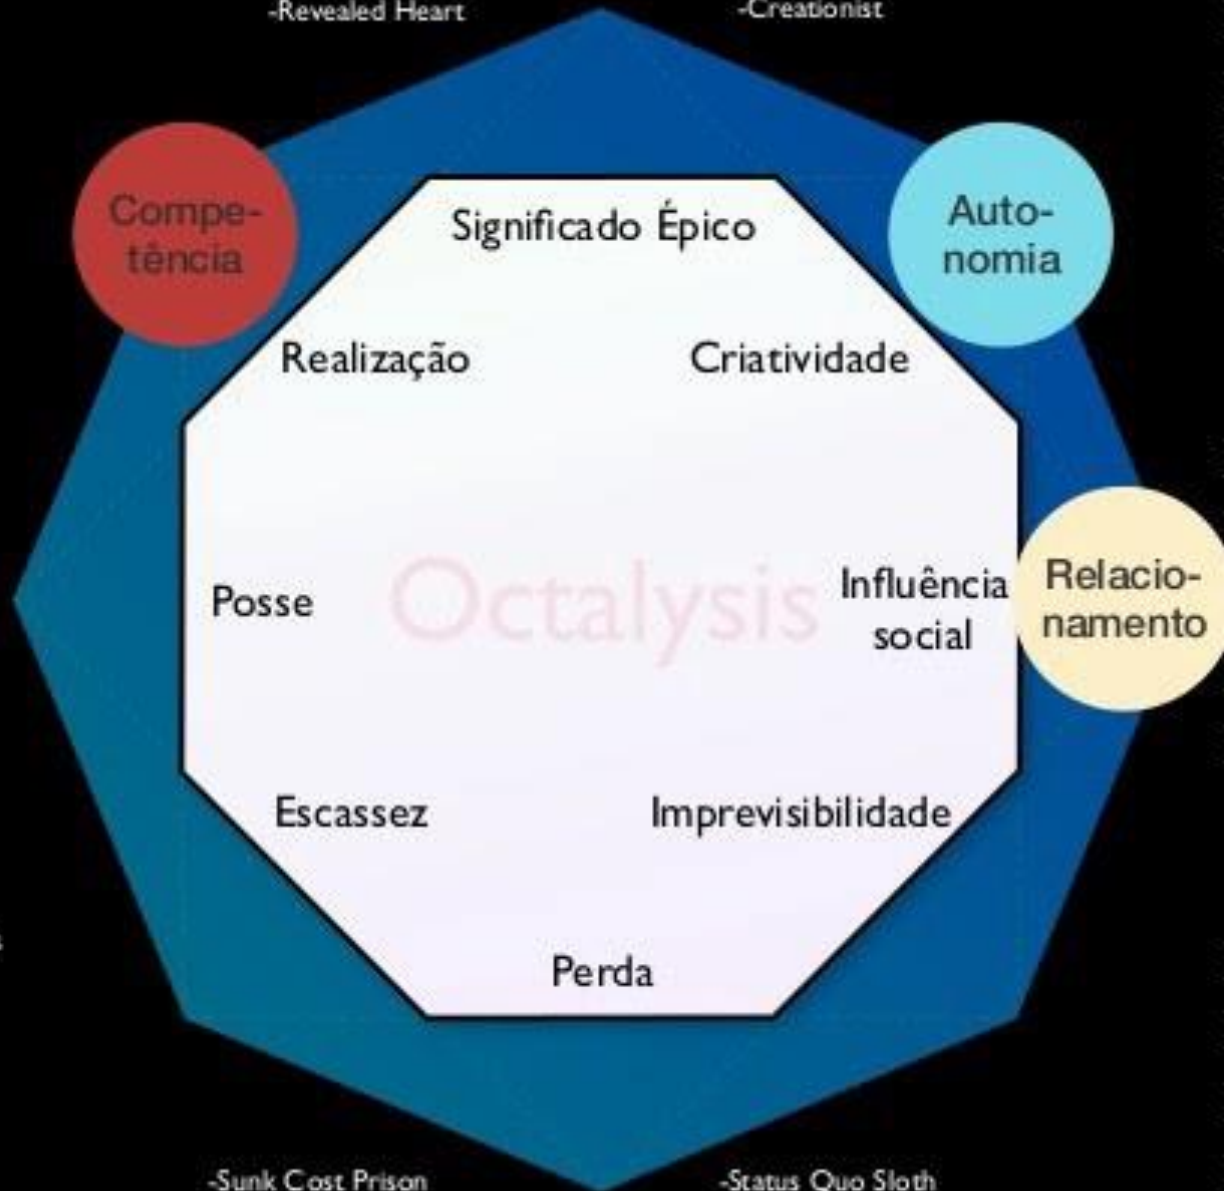 -Revealed Heart
-Creationist
Compe-
tência
Auto-
nomia
Significado Épico
Realização
Criatividade
Posse
Octalysis
Influência
social
Relacio-
namento
Escassez
Imprevisibilidade
Perda
-Sunk Cost Prison
-Status Quo Sloth